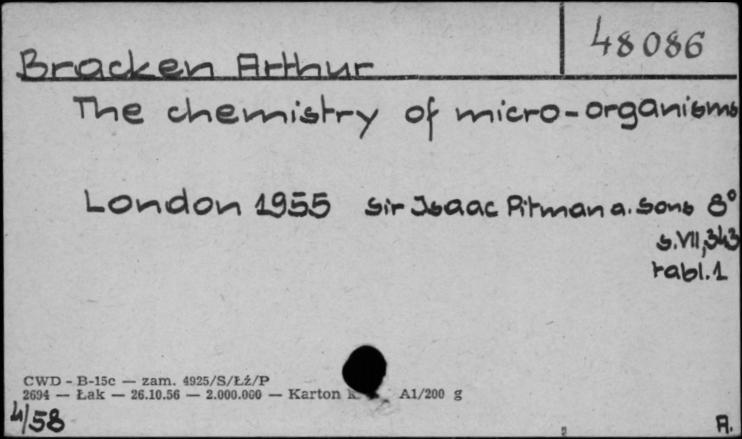 48086
Bracken Arthur
The chemistry of micro-organisms
London 1955 Sir Isaac Pitman a. Sons 8°
s.VII,343
tabl.1
CWD - B-15c — zam. 4925/S/Łź/P
2694 — Łak — 26.10.56 — 2.000.000 — Karton k A1/200 g
4/58
A.